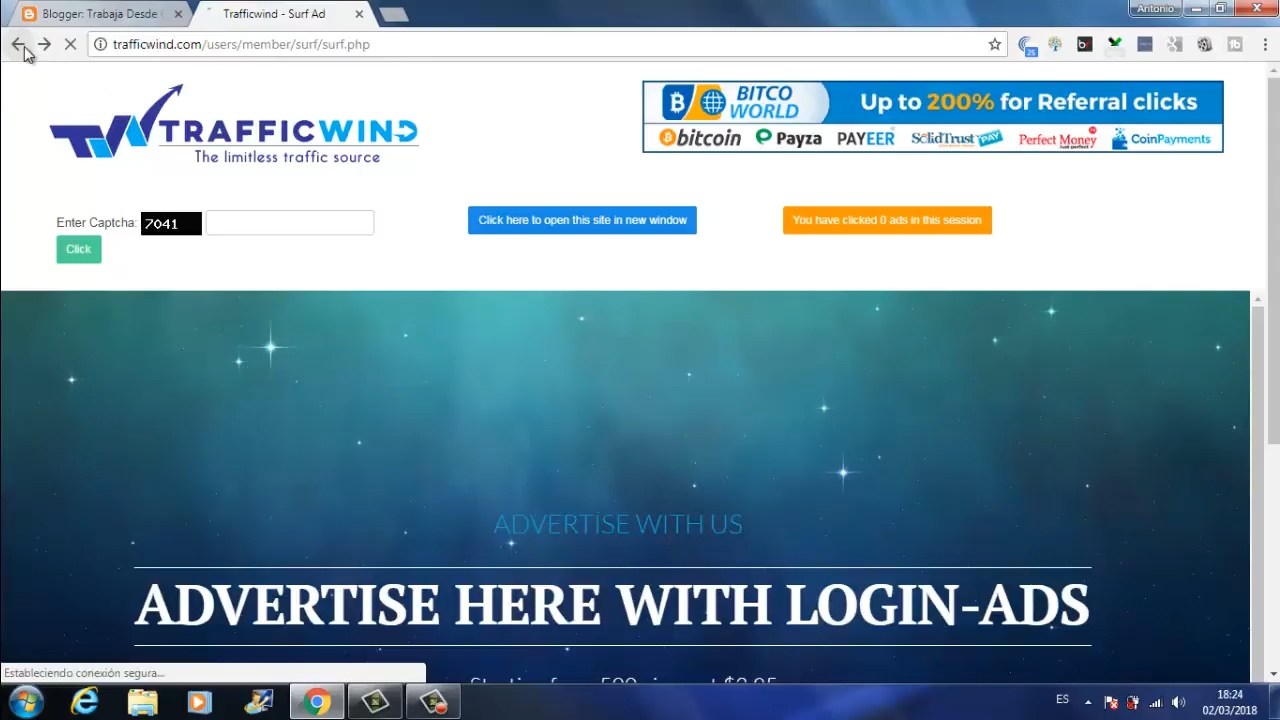 Blogger: Trabaja Desde
Trafficwind - Surf Ad
Antonio
trafficwind.com/users/member/surf/surf.php
25
TRAFFICWIND
The limitless traffic source
BITCO WORLD
Up to 200% for Referral clicks
bitcoin Payza PAYEER SolidTrust PAY Perfect Money CoinPayments
Enter Captcha: 7041
Click here to open this site in new window
You have clicked 0 ads in this session
Click
ADVERTISE WITH US
ADVERTISE HERE WITH LOGIN-ADS
Estableciendo conexión segura...
ES
18:24
02/03/2018